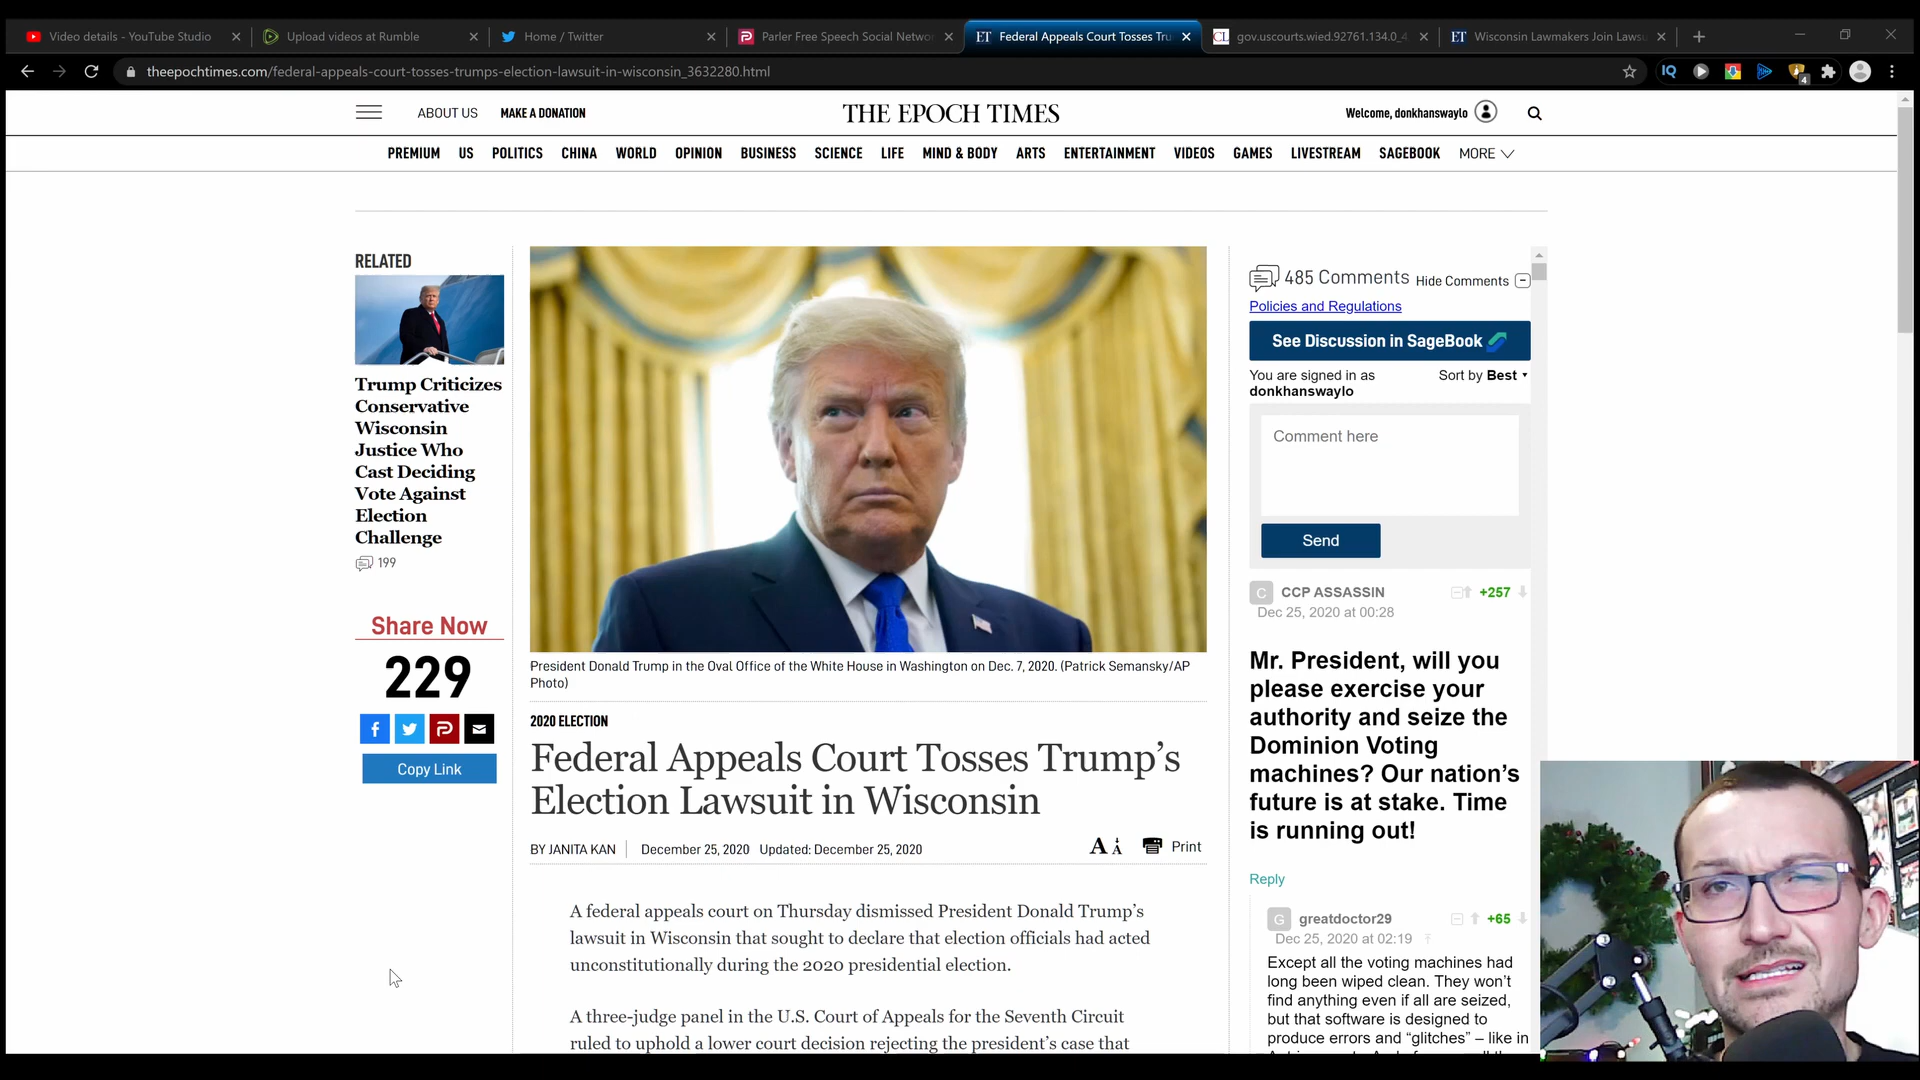 Video details - YouTube Studio
Upload videos at Rumble
Home / Twitter
Parler Free Speech Social Networ
ET Federal Appeals Court Tosses Tru
CL gov.uscourts.wied.92761.134.0_4
ET Wisconsin Lawmakers Join Laws
theepochtimes.com/federal-appeals-court-tosses-trumps-election-lawsuit-in-wisconsin_3632280.html
IQ
4
ABOUT US
MAKE A DONATION
THE EPOCH TIMES
Welcome, donkhanswaylo
PREMIUM US POLITICS CHINA WORLD OPINION BUSINESS SCIENCE LIFE MIND & BODY ARTS ENTERTAINMENT VIDEOS GAMES LIVESTREAM SAGEBOOK MORE
RELATED
Trump Criticizes
Conservative
Wisconsin
Justice Who
Cast Deciding
Vote Against
Election
Challenge
199
Share Now
229
Copy Link
President Donald Trump in the Oval Office of the White House in Washington on Dec. 7, 2020. (Patrick Semansky/AP
Photo)
2020 ELECTION
Federal Appeals Court Tosses Trump's
Election Lawsuit in Wisconsin
BY JANITA KAN December 25, 2020 Updated: December 25, 2020
A A Print
A federal appeals court on Thursday dismissed President Donald Trump's
lawsuit in Wisconsin that sought to declare that election officials had acted
unconstitutionally during the 2020 presidential election.
A three-judge panel in the U.S. Court of Appeals for the Seventh Circuit
ruled to uphold a lower court decision rejecting the president's case that
485 Comments Hide Comments
Policies and Regulations
See Discussion in SageBook
You are signed in as
donkhanswaylo
Sort by Best
Comment here
Send
C CCP ASSASSIN +257
Dec 25, 2020 at 00:28
Mr. President, will you
please exercise your
authority and seize the
Dominion Voting
machines? Our nation's
future is at stake. Time
is running out!
Reply
G greatdoctor29 +65
Dec 25, 2020 at 02:19
Except all the voting machines had
long been wiped clean. They won't
find anything even if all are seized,
but that software is designed to
produce errors and "glitches" – like in